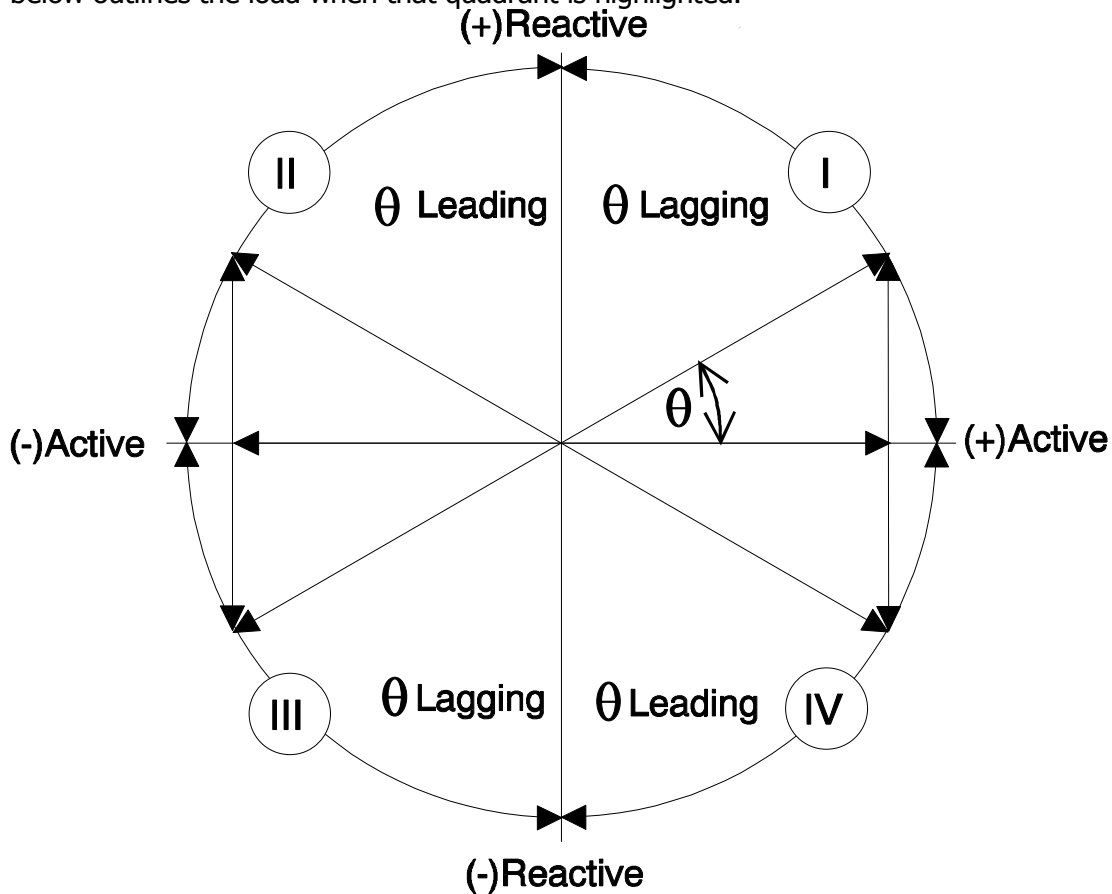 below outlines the load when that quadrant is highlighted.
(+)Reactive
II
I
θ Leading
θ Lagging
θ
(-)Active
(+)Active
θ Lagging
θ Leading
III
IV
(-)Reactive